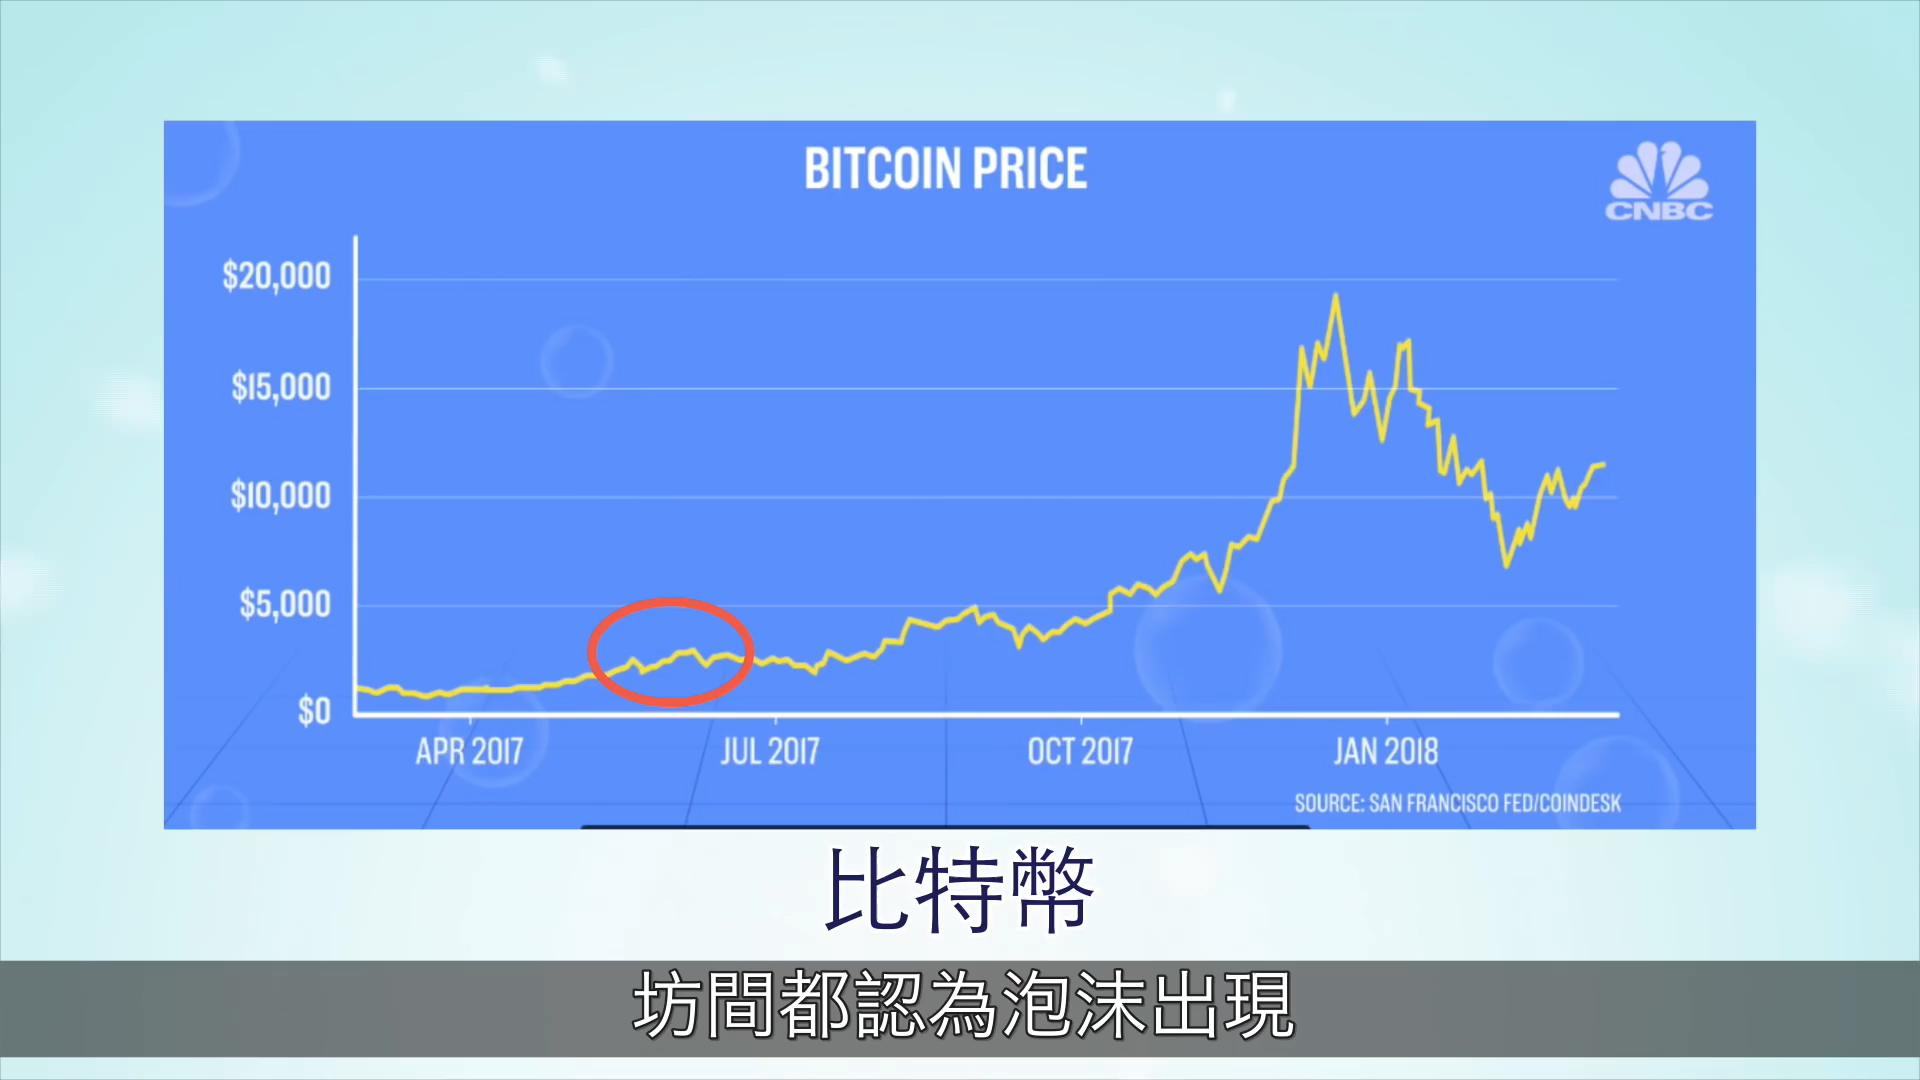 BITCOIN PRICE
CNBC
$20,000
$15,000
$10,000
$5,000
$0
APR 2017
JUL 2017
OCT 2017
JAN 2018
SOURCE: SAN FRANCISCO FED/COINDESK
比特幣
坊間都認為泡沫出現